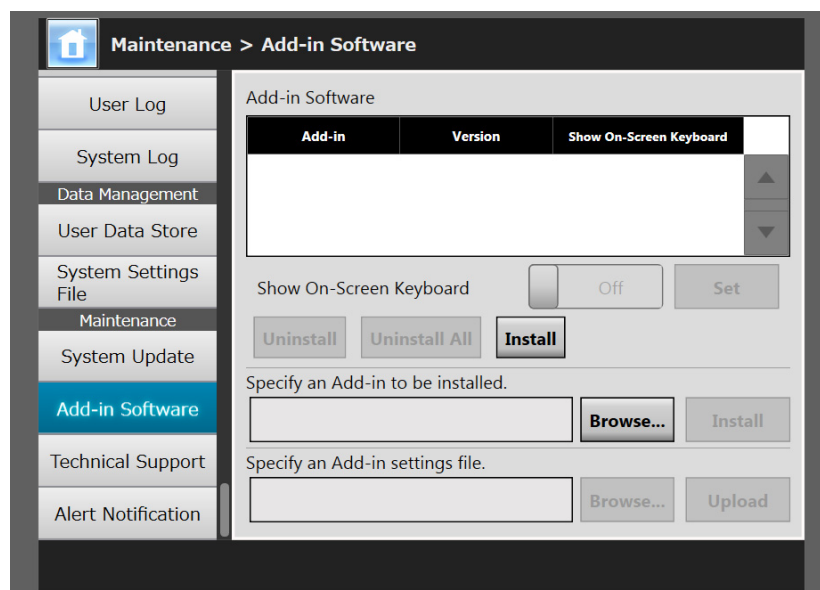 Maintenance > Add-in Software
User Log
System Log
Data Management
User Data Store
System Settings
File
Maintenance
System Update
Add-in Software
Technical Support
Alert Notification
Add-in Software
Add-in Version Show On-Screen Keyboard
Show On-Screen Keyboard Off Set
Uninstall Uninstall All Install
Specify an Add-in to be installed.
Browse... Install
Specify an Add-in settings file.
Browse... Upload